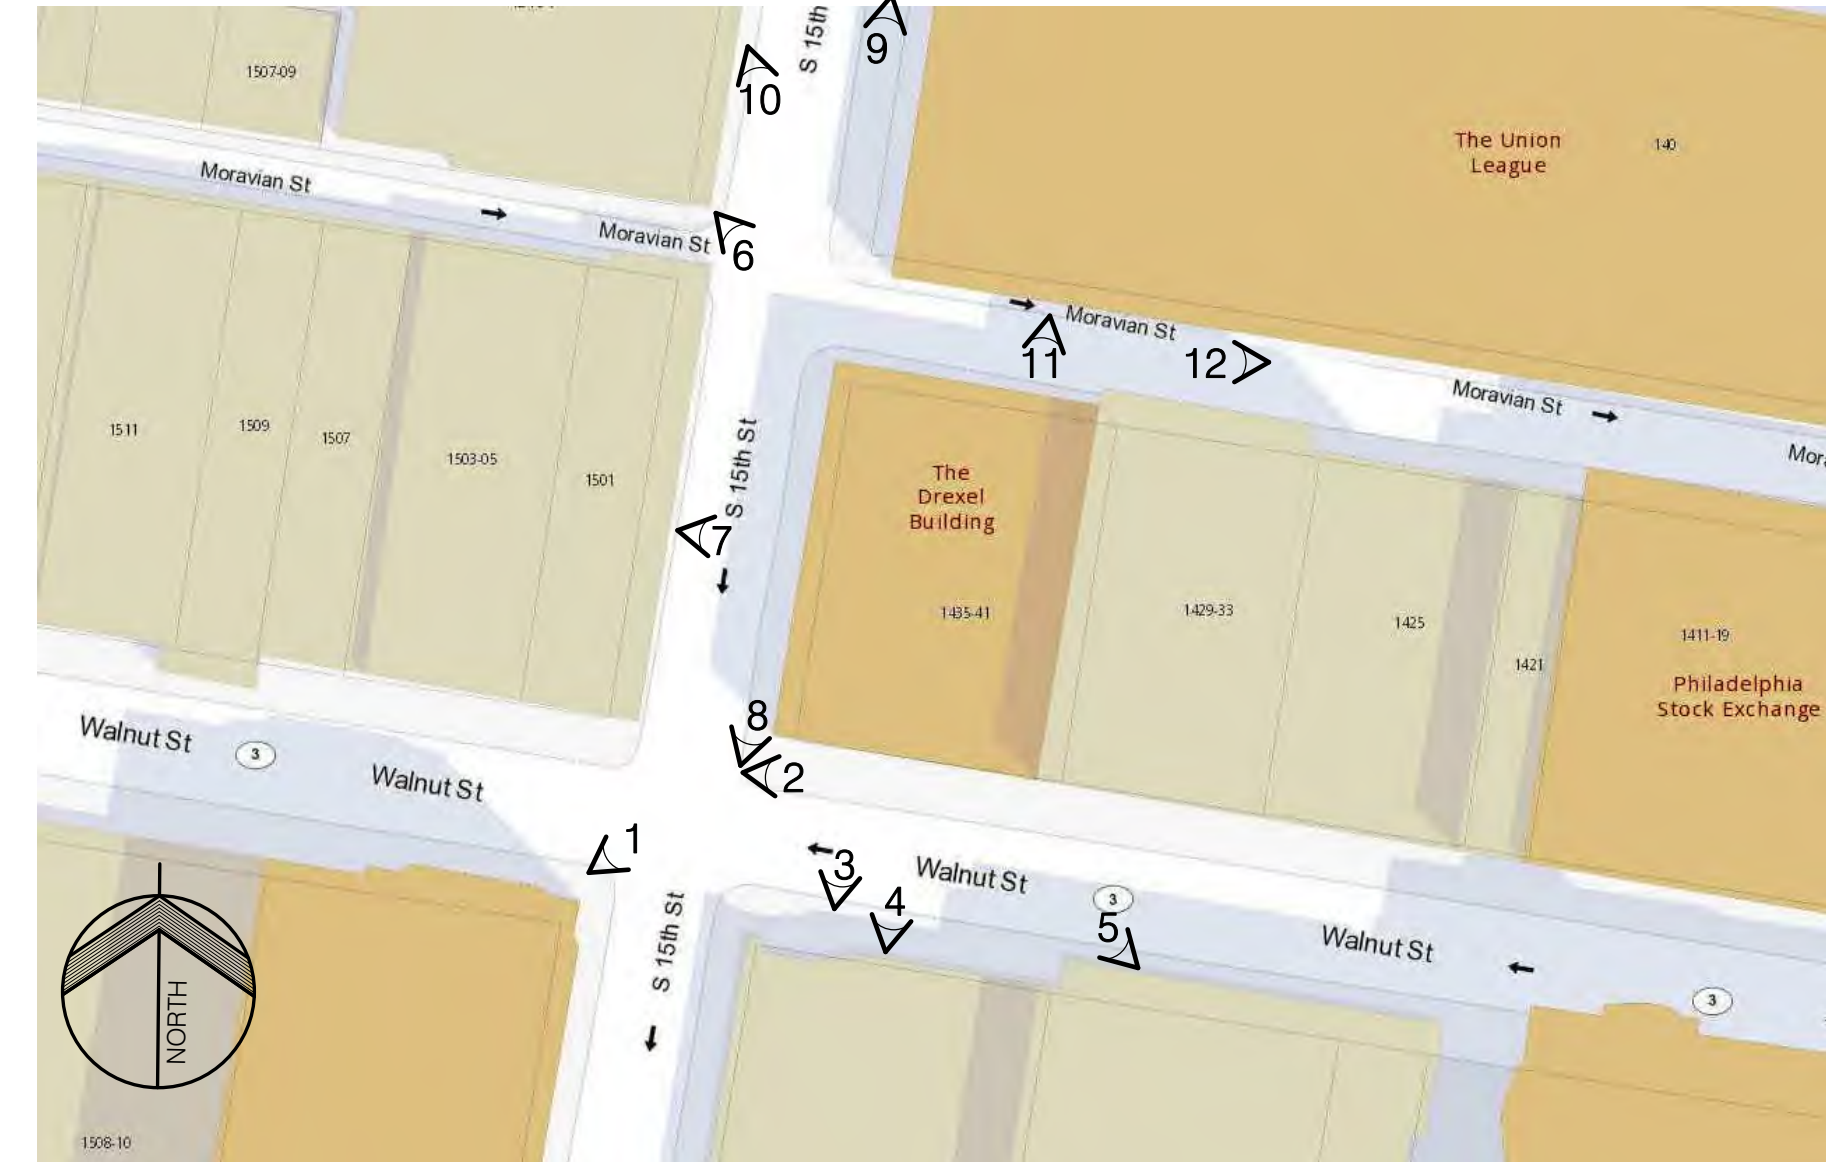 S 15th
9
1507-09
10
The Union
League
140
Moravian St
Moravian St
6
Moravian St
11
12
Moravian St
Mora
1511
1509
1507
1503-05
1501
S 15th St
7
The
Drexel
Building
1435-41
1429-33
1425
1421
1411-19
Philadelphia
Stock Exchange
8
2
Walnut St
3
Walnut St
1
3
4
Walnut St
3
5
Walnut St
3
S 15th St
NORTH
1508-10